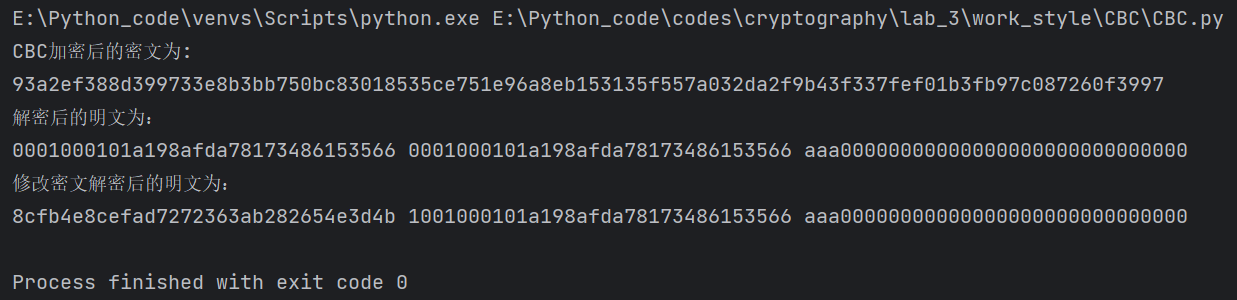 E:\Python_code\venvs\Scripts\python.exe E:\Python_code\codes\cryptography\lab_3\work_style\CBC\CBC.py
CBC加密后的密文为:
93a2ef388d399733e8b3bb750bc83018535ce751e96a8eb153135f557a032da2f9b43f337fef01b3fb97c087260f3997
解密后的明文为:
0001000101a198afda78173486153566 0001000101a198afda78173486153566 aaa00000000000000000000000000000
修改密文解密后的明文为:
8cfb4e8cefad7272363ab282654e3d4b 1001000101a198afda78173486153566 aaa00000000000000000000000000000
Process finished with exit code 0